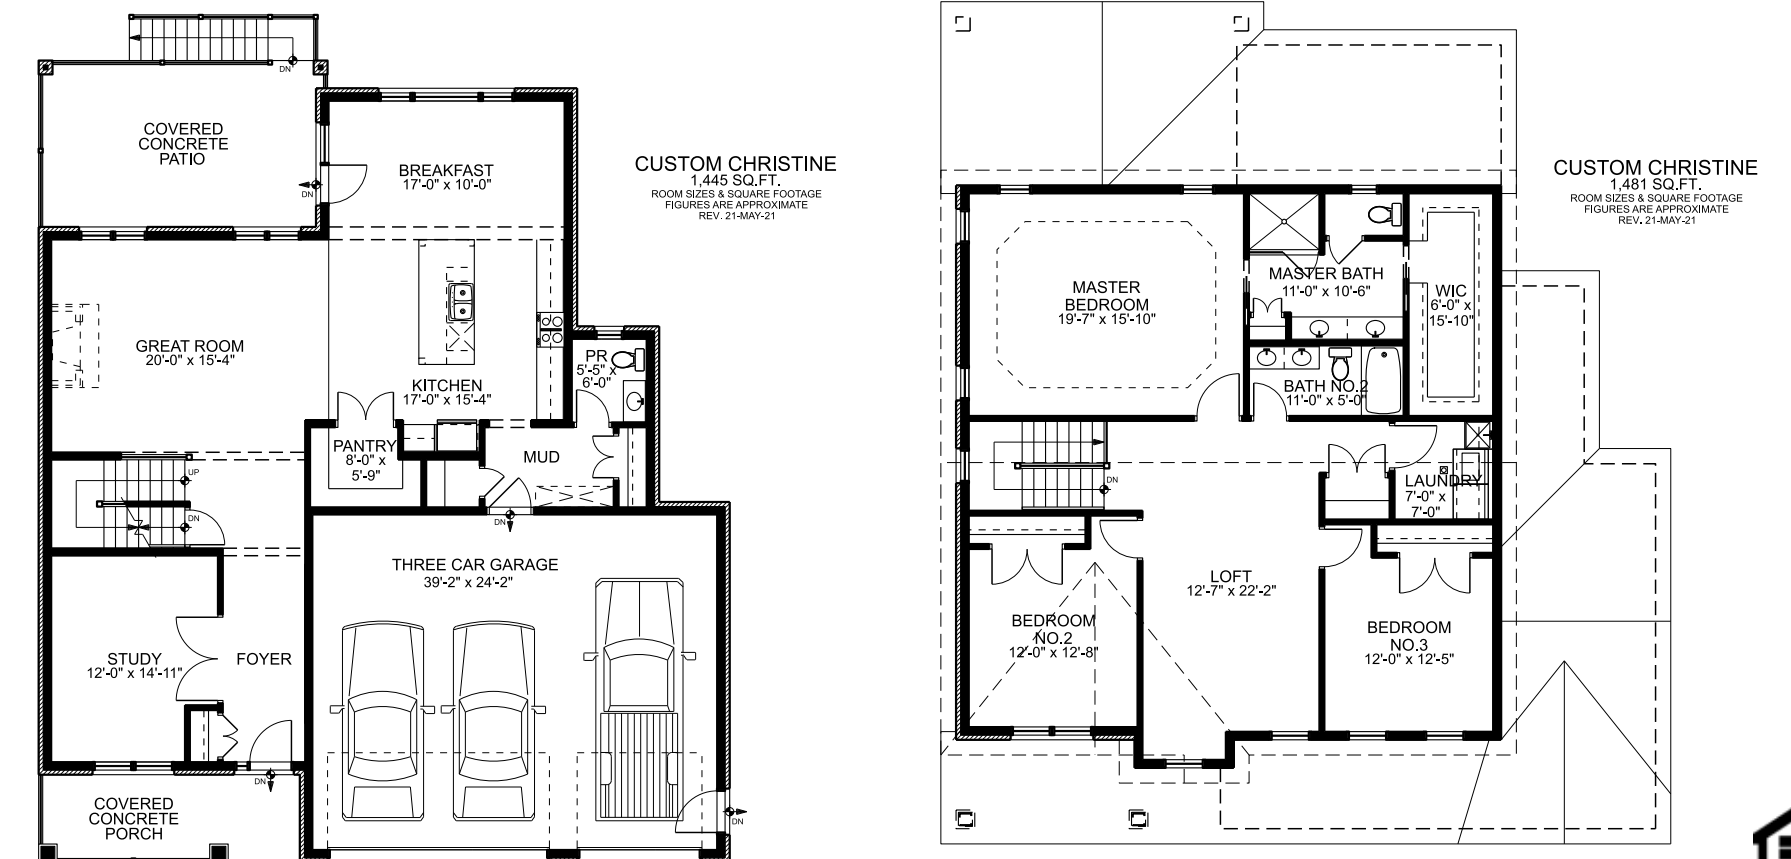 DN
COVERED
CONCRETE
PATIO
DN
BREAKFAST
17'-0" x 10'-0"
CUSTOM CHRISTINE
1,445 SQ.FT.
ROOM SIZES & SQUARE FOOTAGE
FIGURES ARE APPROXIMATE
REV. 21-MAY-21
GREAT ROOM
20'-0" x 15'-4"
KITCHEN
17'-0" x 15'-4"
PR
5'-5" x
6'-0"
PANTRY
8'-0" x
5'-9"
MUD
UP
DN
DN
THREE CAR GARAGE
39'-2" x 24'-2"
STUDY
12'-0" x 14'-11"
FOYER
DN
DN
COVERED
CONCRETE
PORCH
CUSTOM CHRISTINE
1,481 SQ.FT.
ROOM SIZES & SQUARE FOOTAGE
FIGURES ARE APPROXIMATE
REV. 21-MAY-21
MASTER
BEDROOM
19'-7" x 15'-10"
MASTER BATH
11'-0" x 10'-6"
WIC
6'-0" x
15'-10"
BATH NO.2
11'-0" x 5'-0"
DN
LAUNDRY
7'-0" x
7'-0"
LOFT
12'-7" x 22'-2"
BEDROOM
NO.2
12'-0" x 12'-8"
BEDROOM
NO.3
12'-0" x 12'-5"